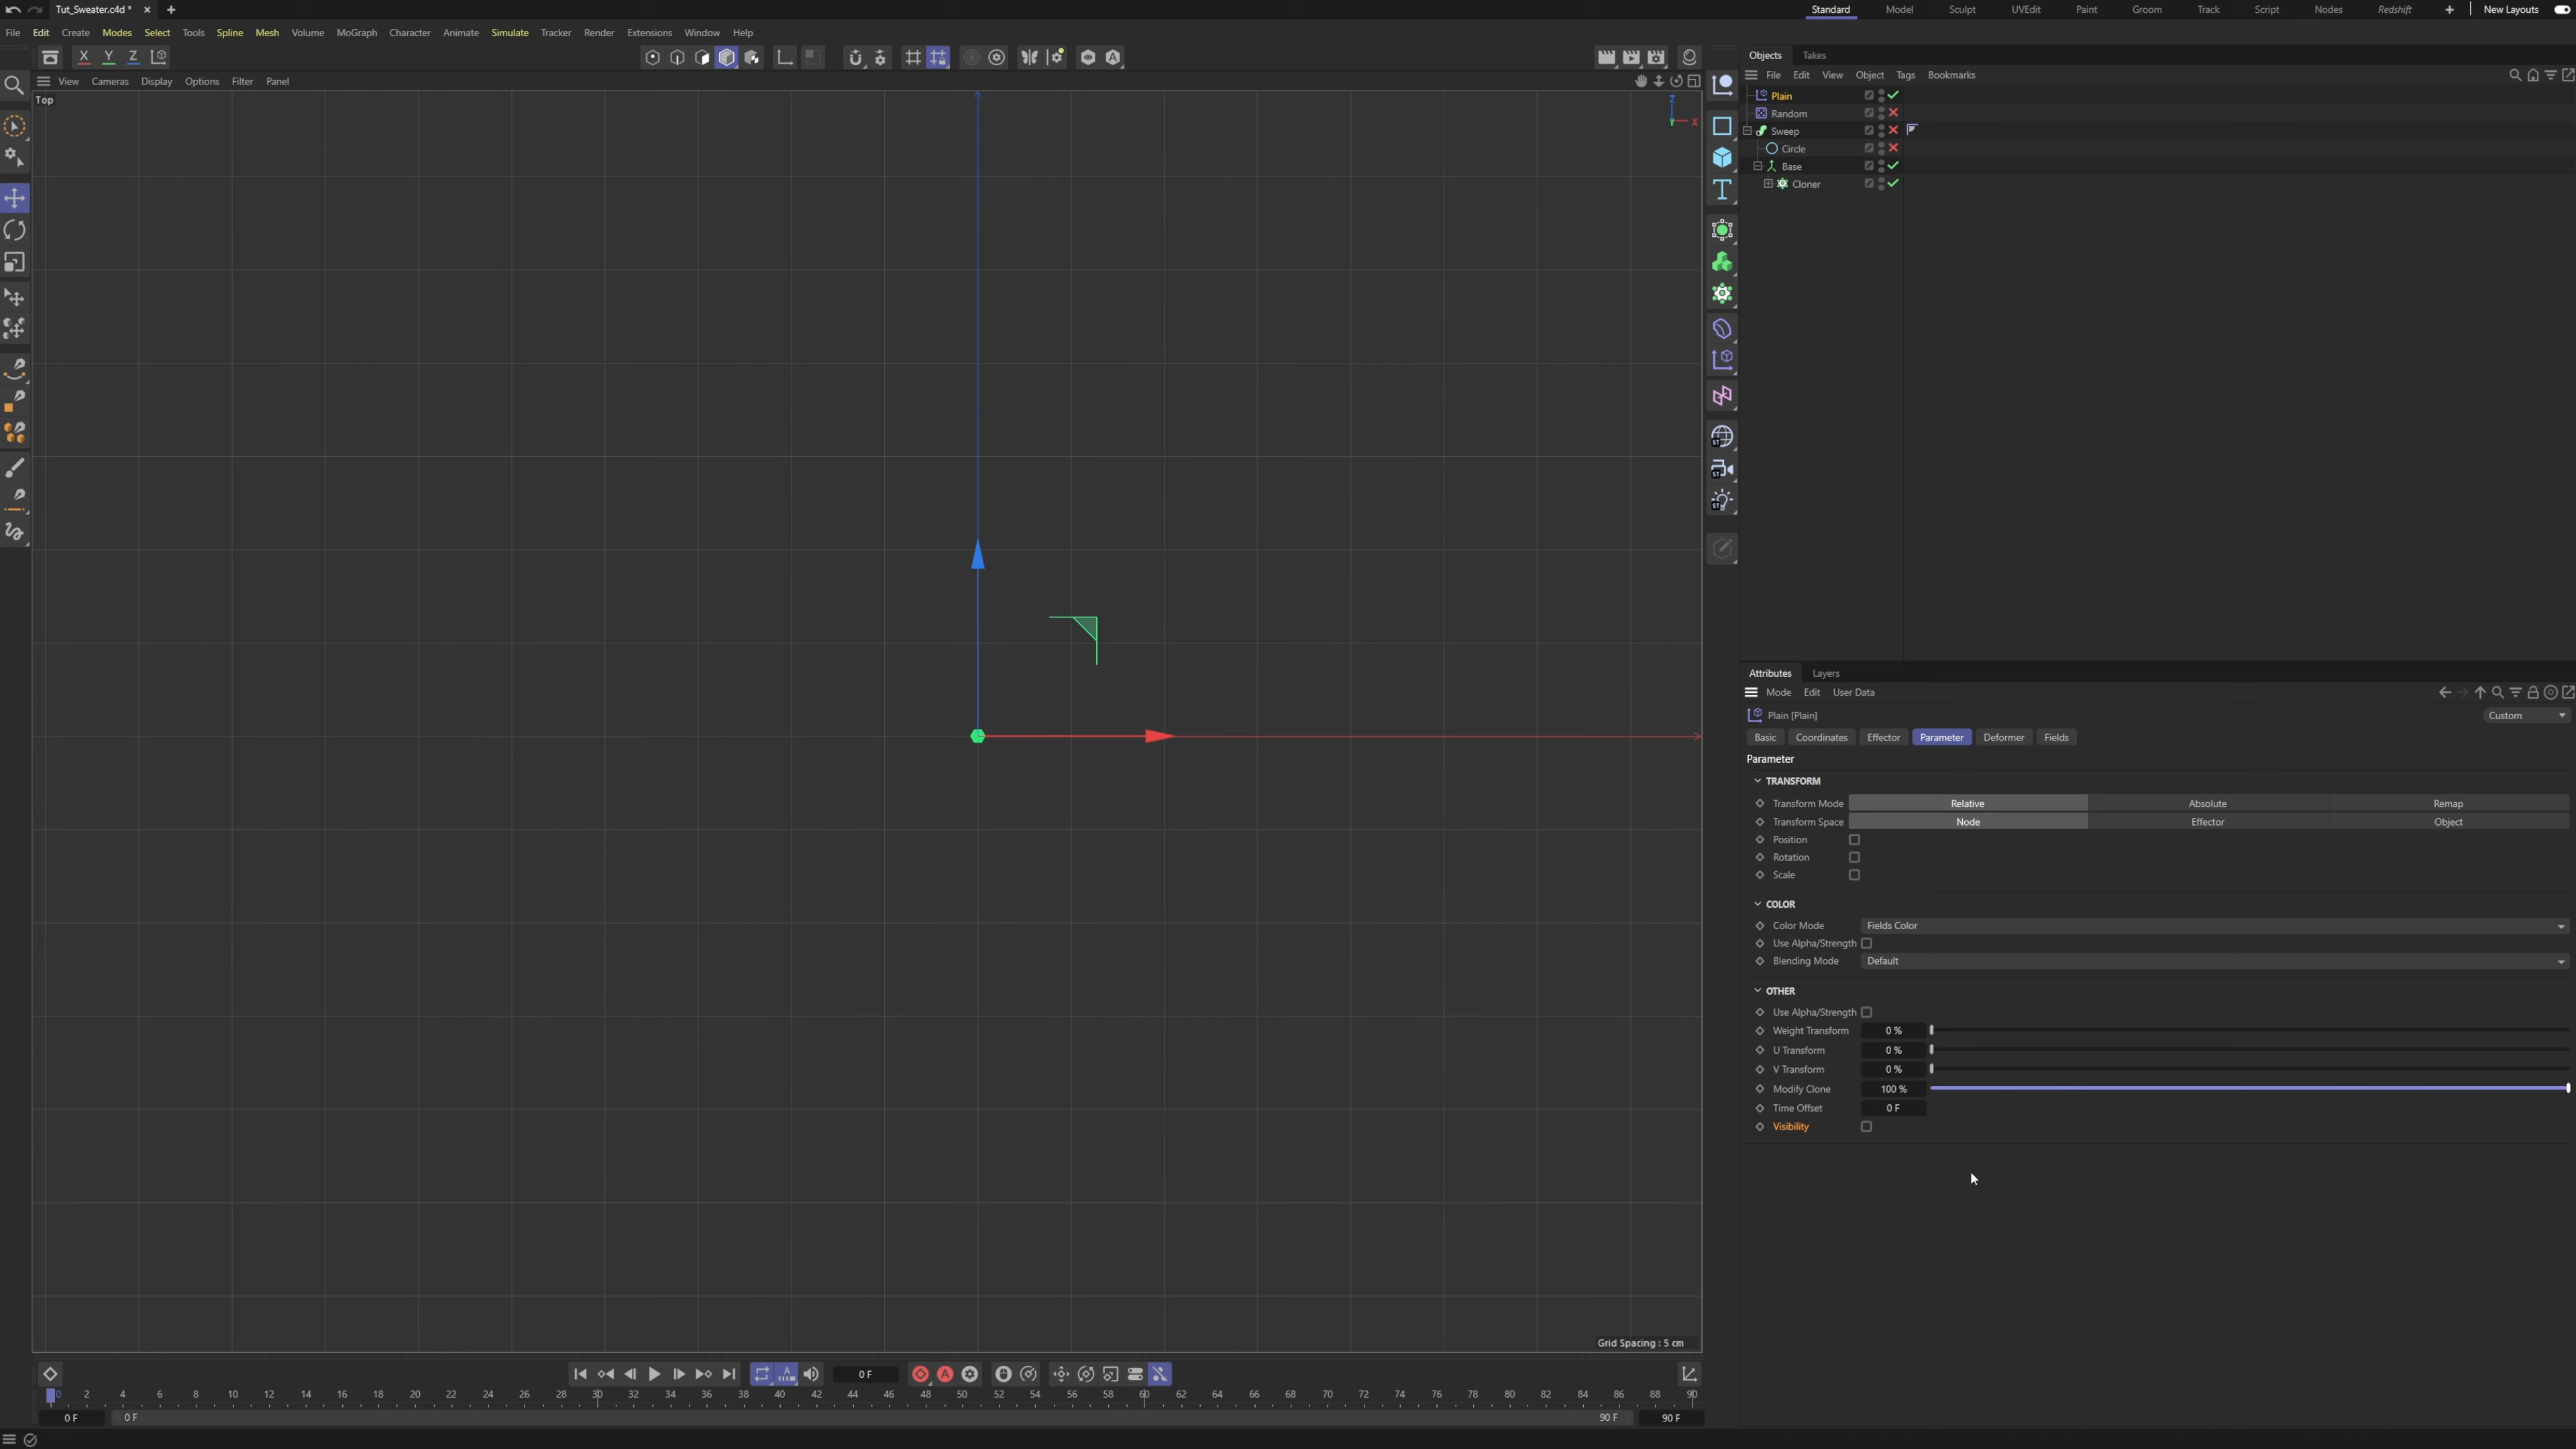 Tut_Sweater.c4d *
Standard Model Sculpt UVEdit Paint Groom Track Script Nodes Redshift New Layouts
File Edit Create Modes Select Tools Spline Mesh Volume MoGraph Character Animate Simulate Tracker Render Extensions Window Help
X Y Z
Objects Takes
View Cameras Display Options Filter Panel
File Edit View Object Tags Bookmarks
Top
Z
Y X
Plain
Random
Sweep
Circle
Base
Cloner
ST
ST
ST
Attributes Layers
Mode Edit User Data
Plain [Plain]
Custom
Basic Coordinates Effector Parameter Deformer Fields
Parameter
TRANSFORM
Transform Mode Relative Absolute Remap
Transform Space Node Effector Object
Position
Rotation
Scale
COLOR
Color Mode Fields Color
Use Alpha/Strength
Blending Mode Default
OTHER
Use Alpha/Strength
Weight Transform 0 %
U Transform 0 %
V Transform 0 %
Modify Clone 100 %
Time Offset 0 F
Visibility
Grid Spacing : 5 cm
0 F
0 2 4 6 8 10 12 14 16 18 20 22 24 26 28 30 32 34 36 38 40 42 44 46 48 50 52 54 56 58 60 62 64 66 68 70 72 74 76 78 80 82 84 86 88 90
0 F 0 F 90 F 90 F